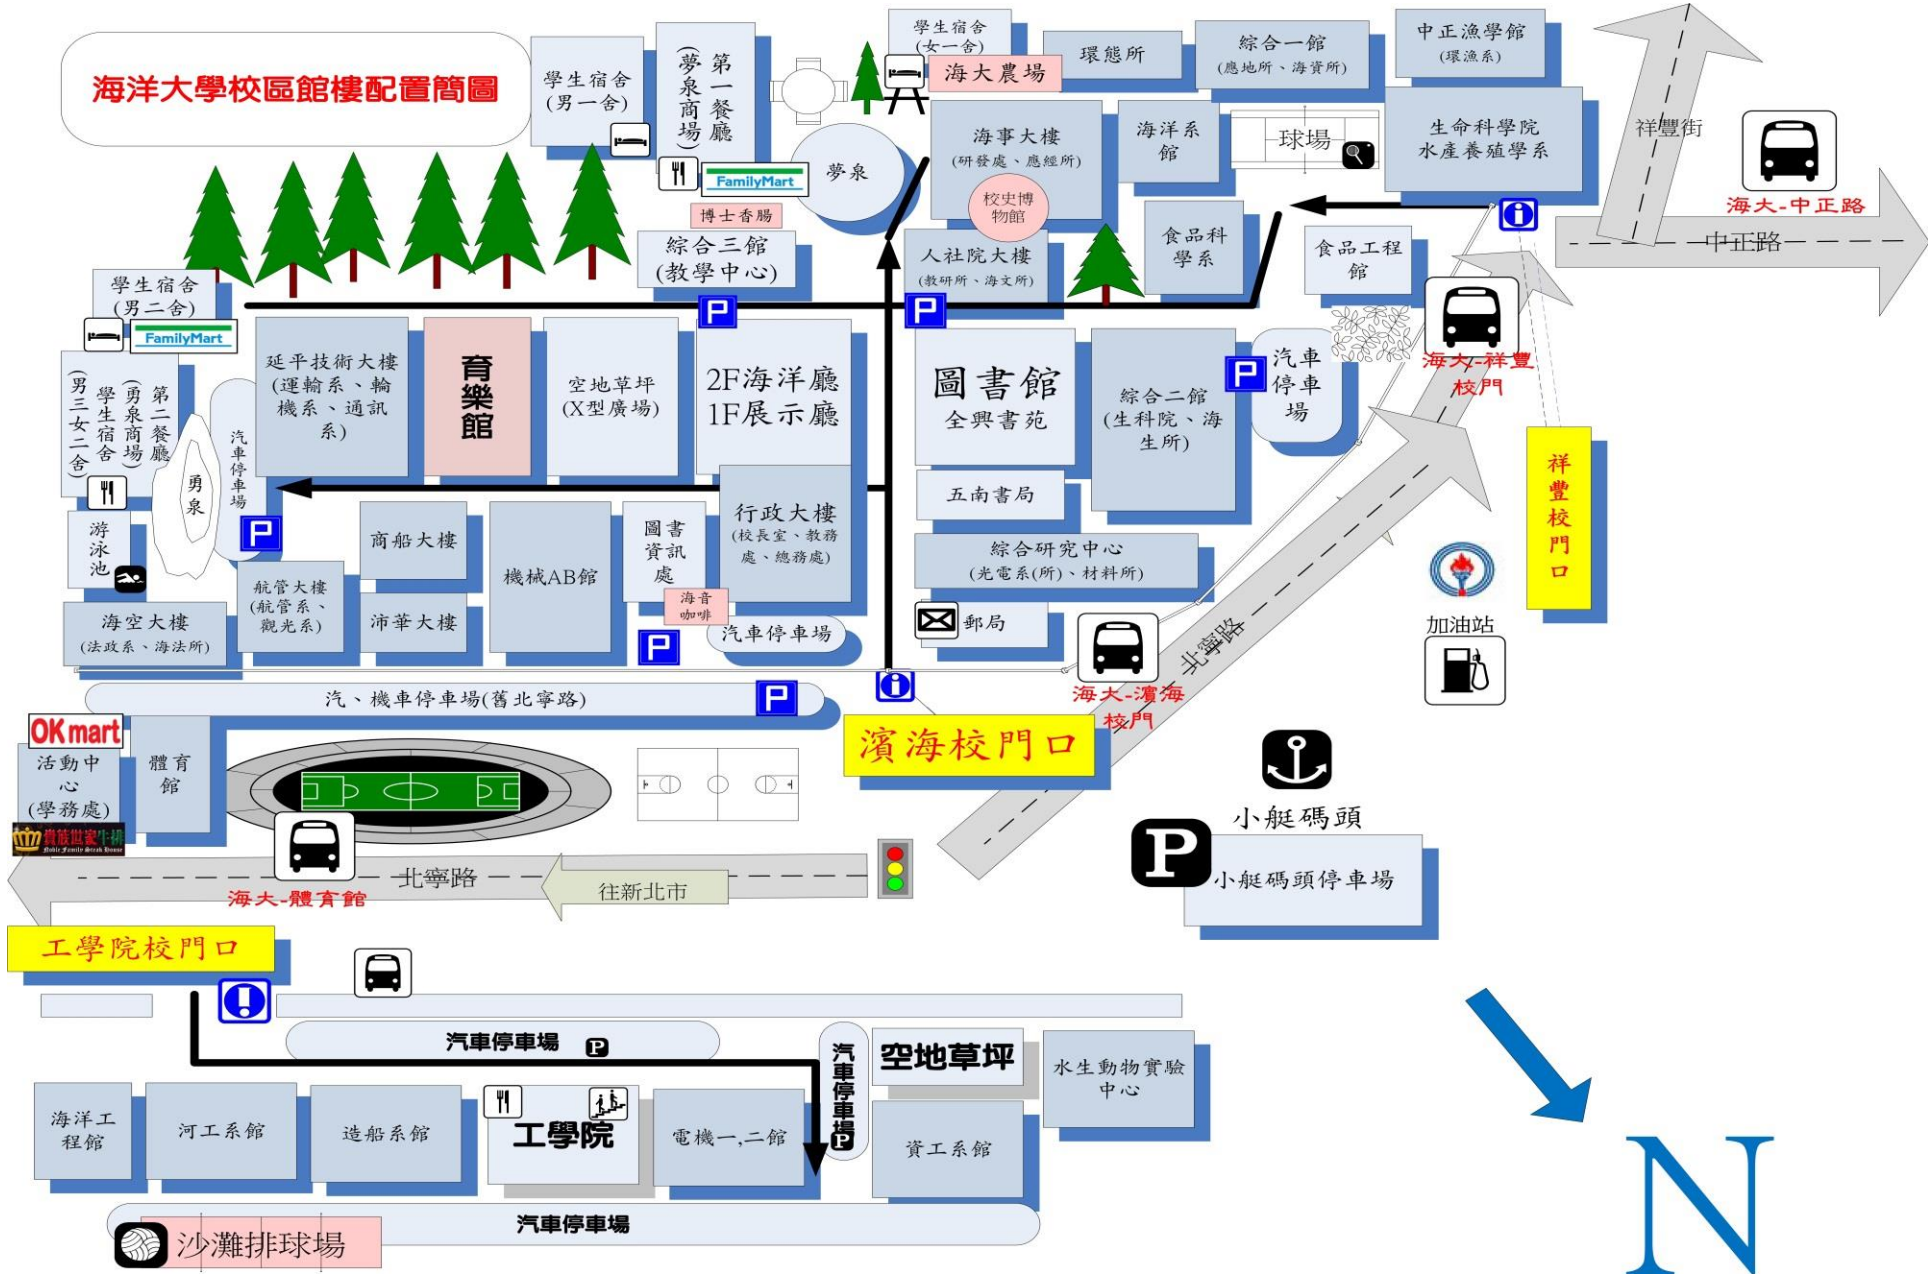 海洋大學校區館樓配置簡圖
學生宿舍
(男一舍)
第一餐廳
(夢泉商場)
FamilyMart
博士香腸
夢泉
綜合三館
(教學中心)
學生宿舍
(女一舍)
海大農場
環態所
綜合一館
(應地所、海資所)
中正漁學館
(環漁系)
海事大樓
(研發處、應經所)
校史博
物館
人社院大樓
(教研所、海文所)
海洋系
館
球場
生命科學院
水產養殖學系
食品科
學系
食品工程
館
祥豐街
海大-中正路
中正路
學生宿舍
(男二舍)
FamilyMart
第二餐廳
(勇泉商場)
學生宿舍
(男三女二舍)
勇泉
汽車停車場
P
延平技術大樓
(運輸系、輪
機系、通訊
系)
育樂館
空地草坪
(X型廣場)
P
2F海洋廳
1F展示廳
P
圖書館
全興書苑
綜合二館
(生科院、海
生所)
P
汽車
停車
場
海大-祥豐
校門
祥豐校門口
游泳池
海空大樓
(法政系、海法所)
航管大樓
(航管系、
觀光系)
商船大樓
沛華大樓
機械AB館
圖書
資訊
處
海音
咖啡
P
行政大樓
(校長室、教務
處、總務處)
汽車停車場
五南書局
綜合研究中心
(光電系(所)、材料所)
郵局
海大-濱海
校門
北寧路
加油站
汽、機車停車場(舊北寧路)
P
濱海校門口
OKmart
活動中
心
(學務處)
貴族世家牛排
Noble Family Steak House
體育
館
海大-體育館
北寧路
往新北市
小艇碼頭
P
小艇碼頭停車場
工學院校門口
汽車停車場
P
汽車停車場
P
空地草坪
水生動物實驗
中心
海洋工
程館
河工系館
造船系館
工學院
電機一,二館
資工系館
汽車停車場
沙灘排球場
N